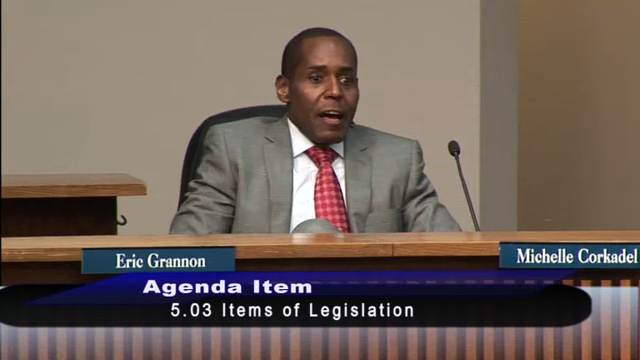 Eric Grannon
Michelle Corkadel
Agenda Item
5.03 Items of Legislation